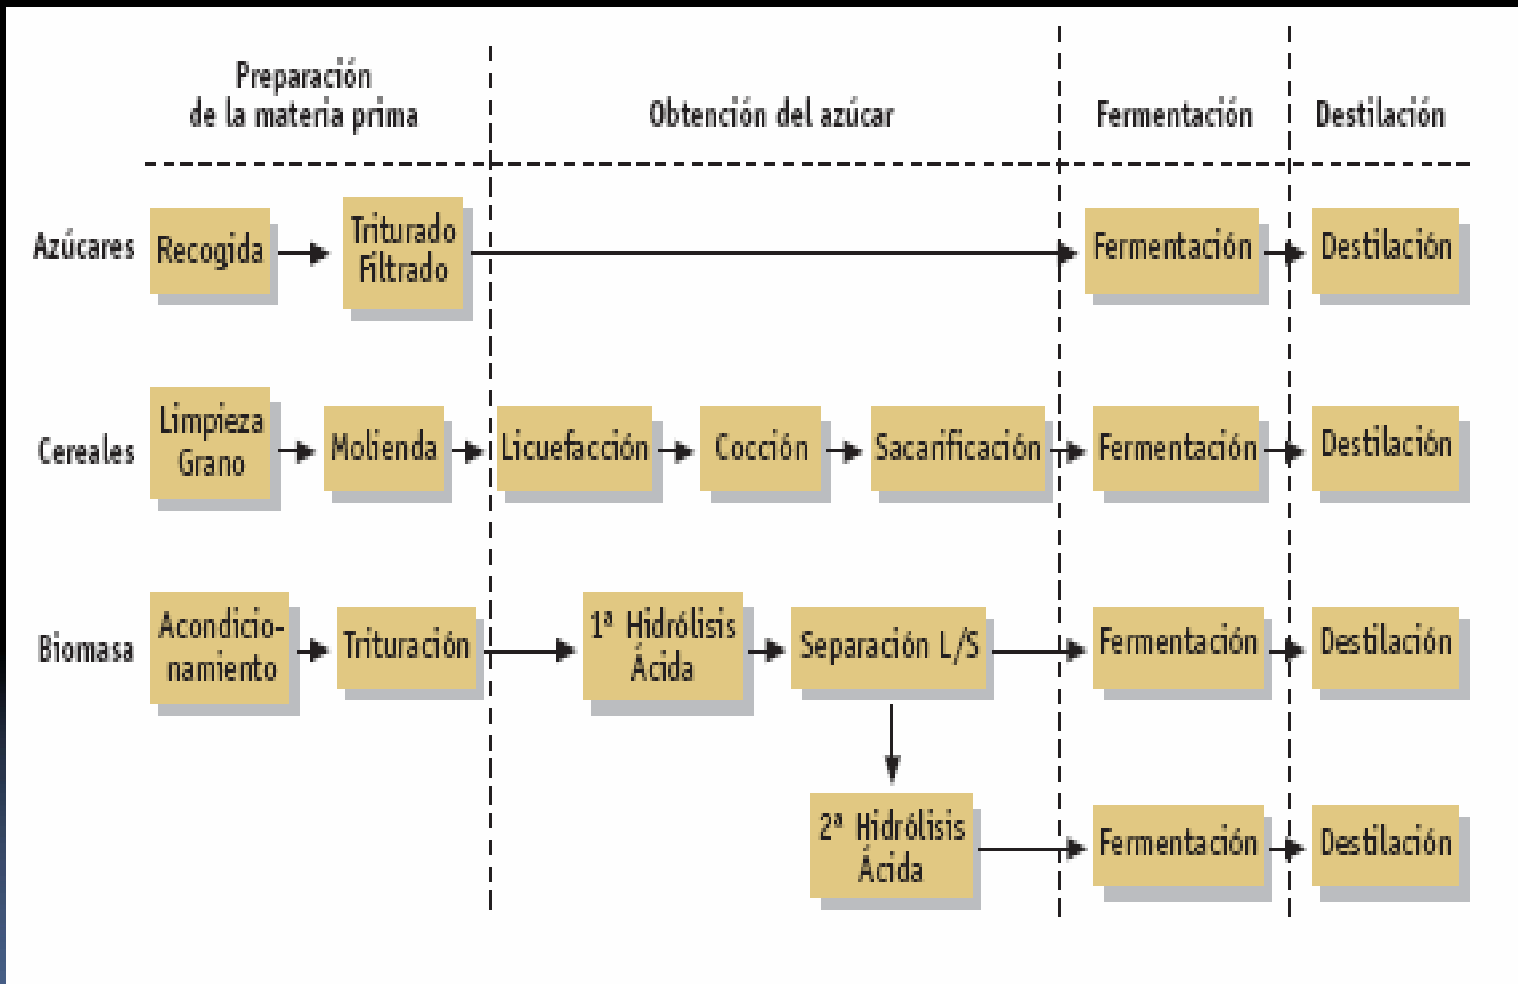 Preparación
de la materia prima
Obtención del azúcar
Fermentación
Destilación
Azúcares
Recogida
Triturado
Filtrado
Fermentación
Destilación
Cereales
Limpieza
Grano
Molienda
Licuefacción
Cocción
Sacarificación
Fermentación
Destilación
Biomasa
Acondicio-
namiento
Trituración
1ª Hidrólisis
Ácida
Separación L/S
Fermentación
Destilación
2ª Hidrólisis
Ácida
Fermentación
Destilación